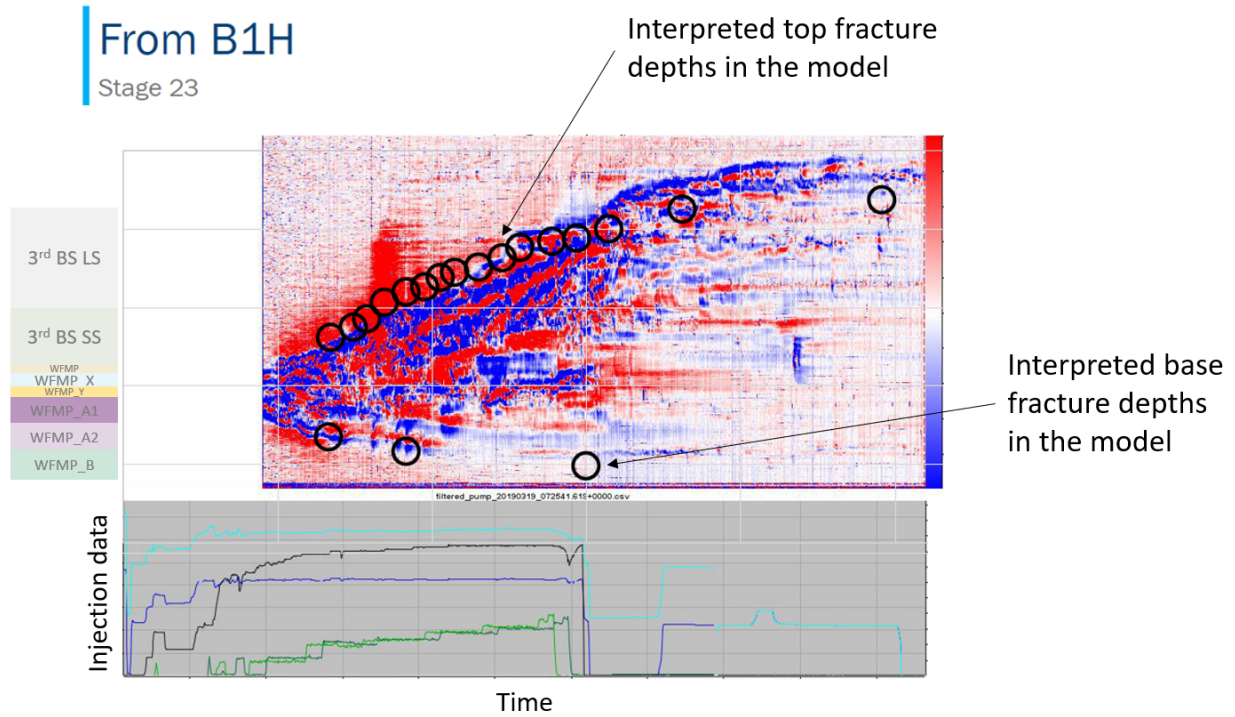 From B1H
Stage 23
Interpreted top fracture
depths in the model
3rd BS LS
3rd BS SS
WFMP
WFMP_X
WFMP_Y
WFMP_A1
WFMP_A2
WFMP_B
Interpreted base
fracture depths
in the model
filtered_pump_20190319_072541.619+0000.csv
Injection data
Time